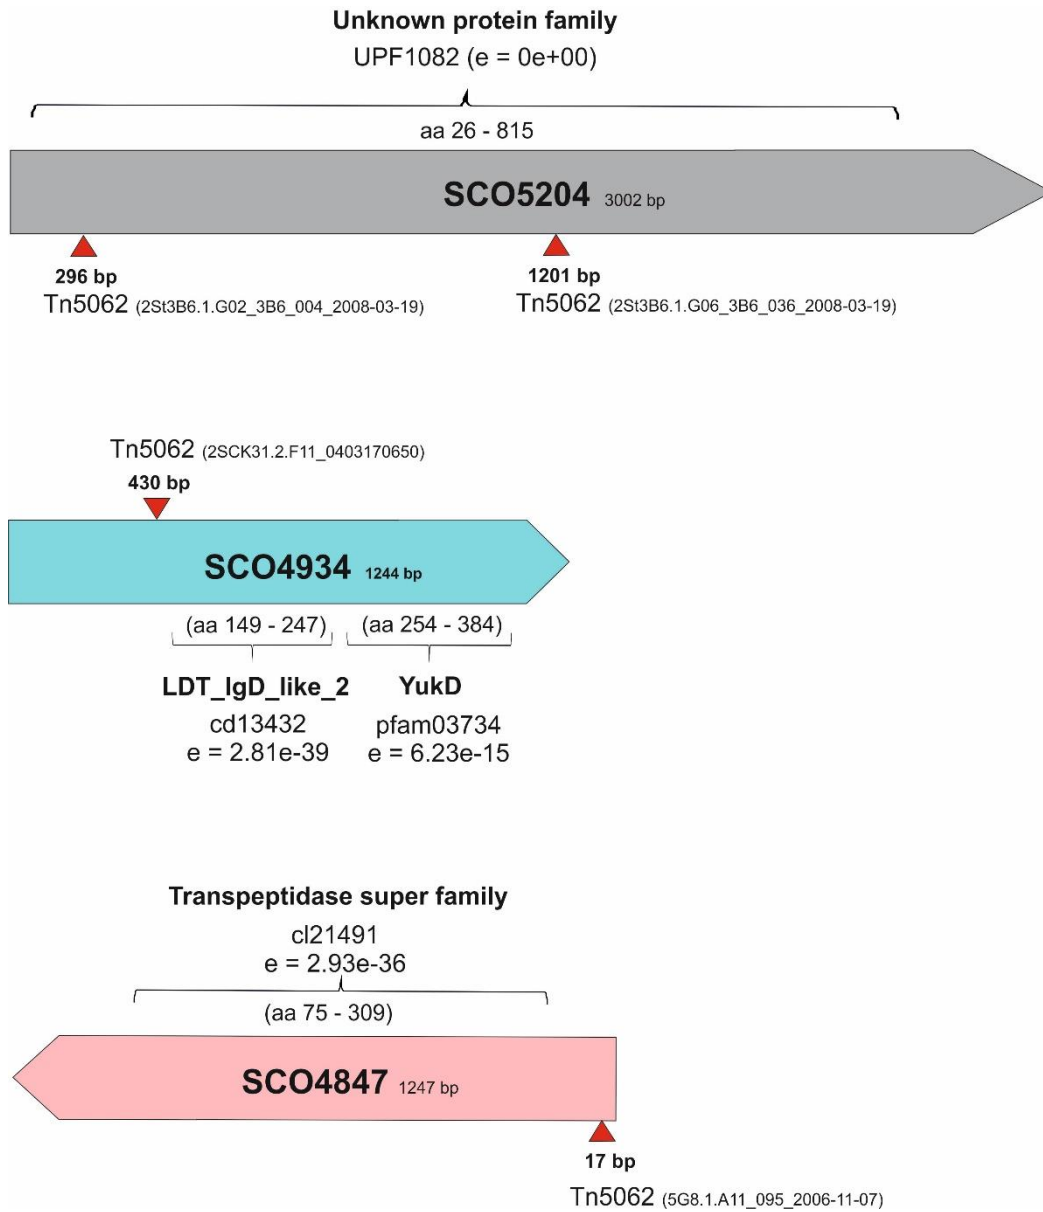 Unknown protein family
UPF1082 (e = 0e+00)
aa 26 - 815
SCO5204 3002 bp
296 bp
Tn5062 (2St3B6.1.G02_3B6_004_2008-03-19)
1201 bp
Tn5062 (2St3B6.1.G06_3B6_036_2008-03-19)
Tn5062 (2SCK31.2.F11_0403170650)
430 bp
SCO4934 1244 bp
(aa 149 - 247)
(aa 254 - 384)
LDT_IgD_like_2
cd13432
e = 2.81e-39
YukD
pfam03734
e = 6.23e-15
Transpeptidase super family
cl21491
e = 2.93e-36
(aa 75 - 309)
SCO4847 1247 bp
17 bp
Tn5062 (5G8.1.A11_095_2006-11-07)